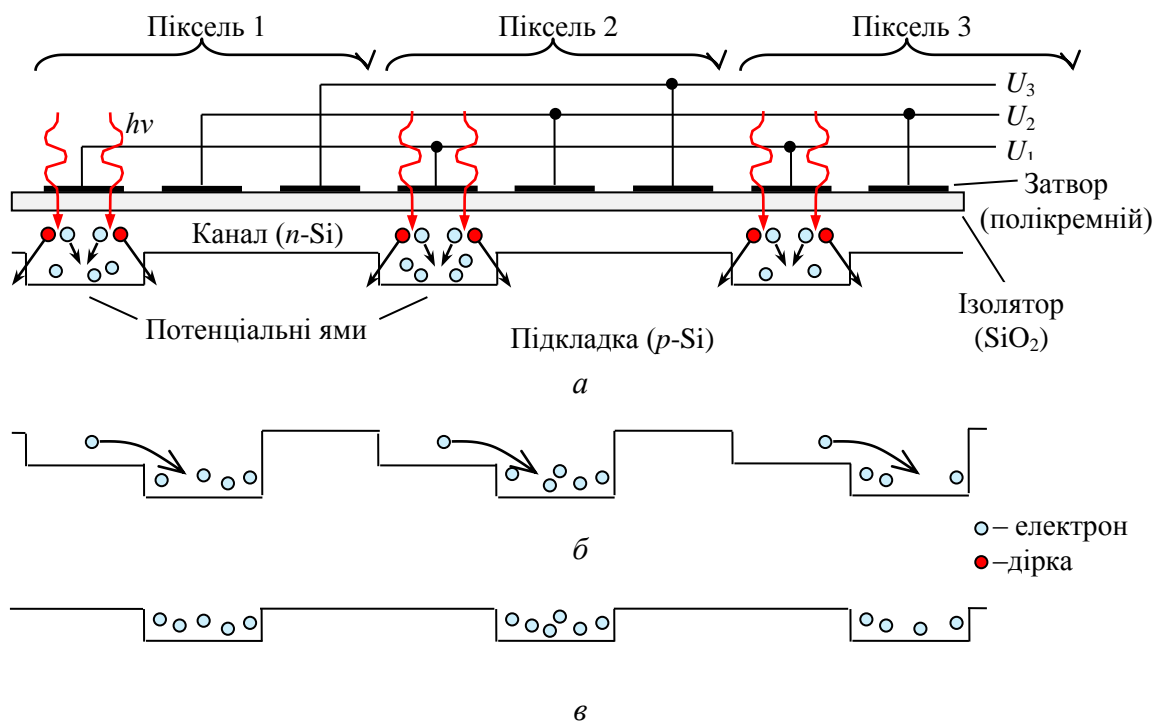 Піксель 1
Піксель 2
Піксель 3
U₃
hν
U₂
U₁
Затвор
(полікремній)
Канал (n-Si)
Потенціальні ями
Підкладка (p-Si)
Ізолятор
(SiO₂)
а
– електрон
б
–дірка
в